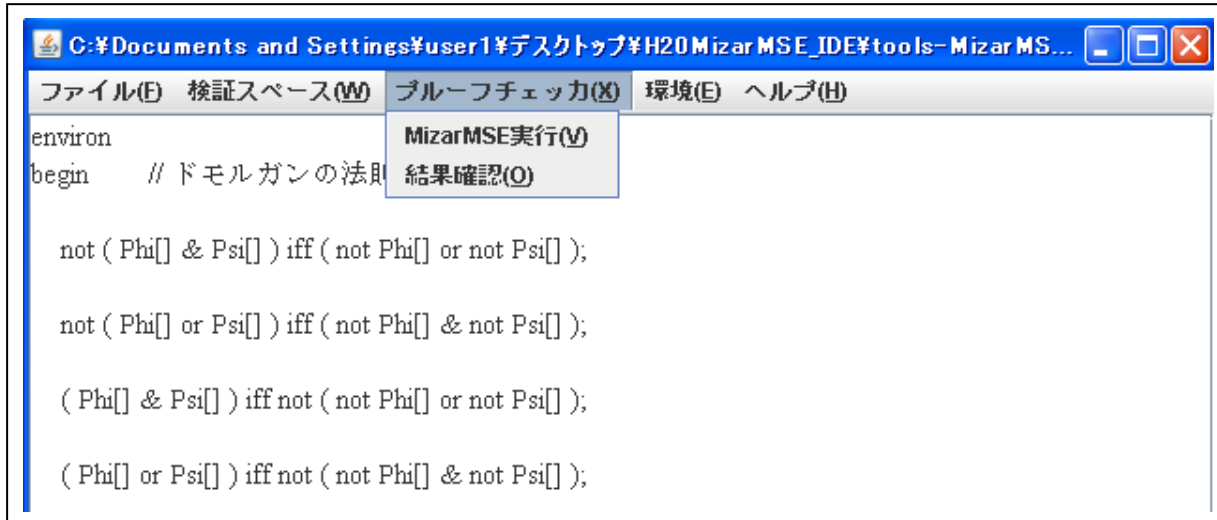 C:¥Documents and Settings¥user1¥デスクトップ¥H20MizarMSE_IDE¥tools-MizarMS...
ファイル(F) 検証スペース(W) プルーフチェッカ(X) 環境(E) ヘルプ(H)
environ
MizarMSE実行(V)
begin // ドモルガンの法則
結果確認(O)
not ( Phi[] & Psi[] ) iff ( not Phi[] or not Psi[] );
not ( Phi[] or Psi[] ) iff ( not Phi[] & not Psi[] );
( Phi[] & Psi[] ) iff not ( not Phi[] or not Psi[] );
( Phi[] or Psi[] ) iff not ( not Phi[] & not Psi[] );